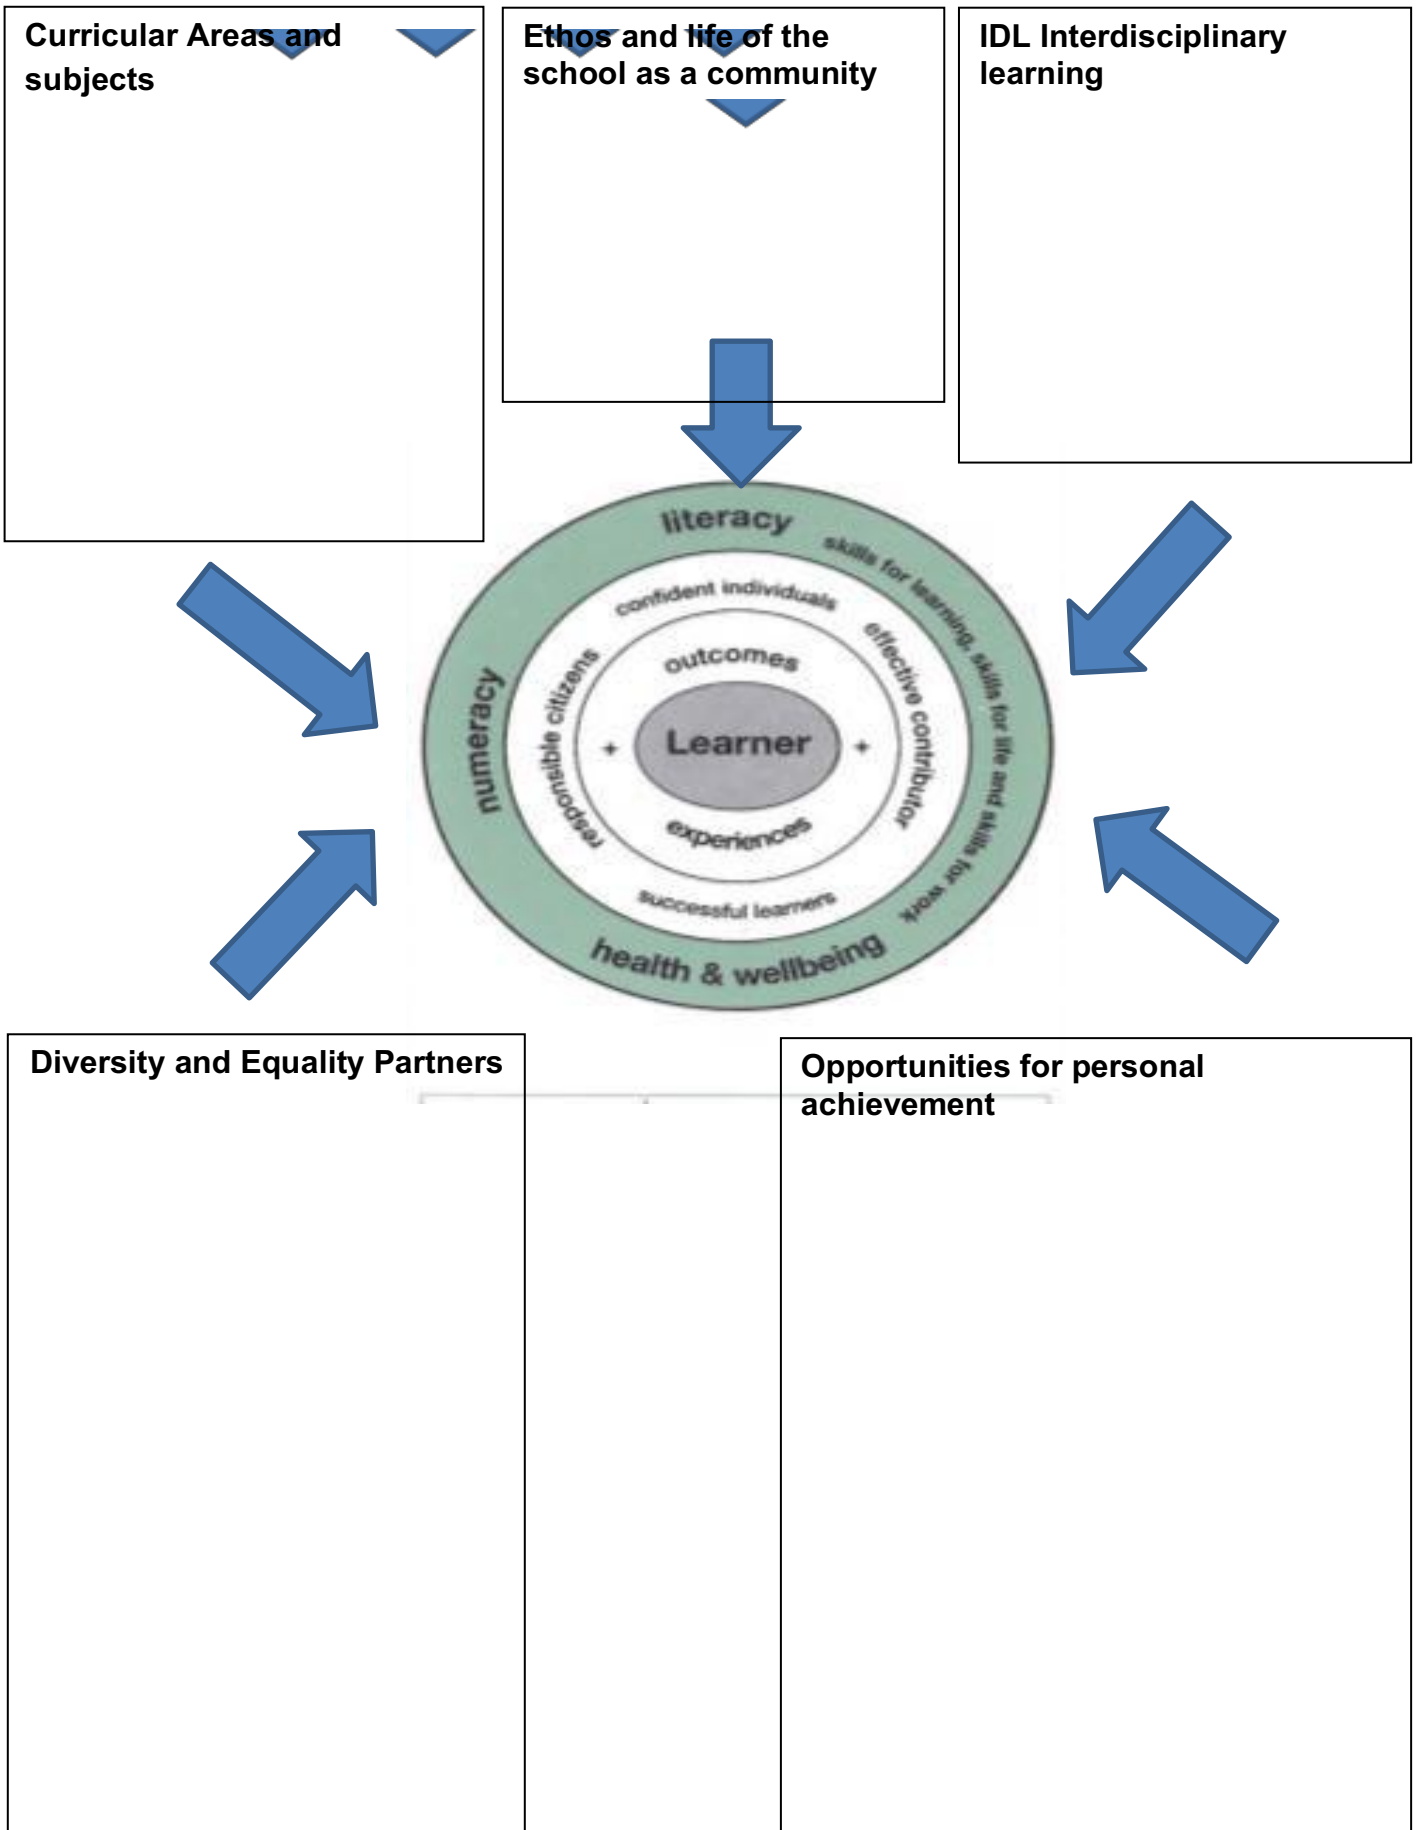 Curricular Areas and
subjects
Ethos and life of the
school as a community
IDL Interdisciplinary
learning
literacy
skills for learning, skills for life and skills for work
numeracy
health & wellbeing
confident individuals
effective contributor
responsible citizens
successful learners
outcomes
+ Learner +
experiences
Diversity and Equality Partners
Opportunities for personal
achievement